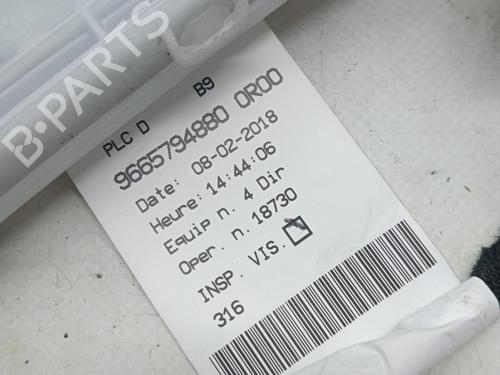 B-PARTS
PLC D B9
9665794880 0R00
Date: 08-02-2018
Heure: 14:44:06
Equip n. 4 Dir
Oper. n. 18730
INSP. VIS.
316